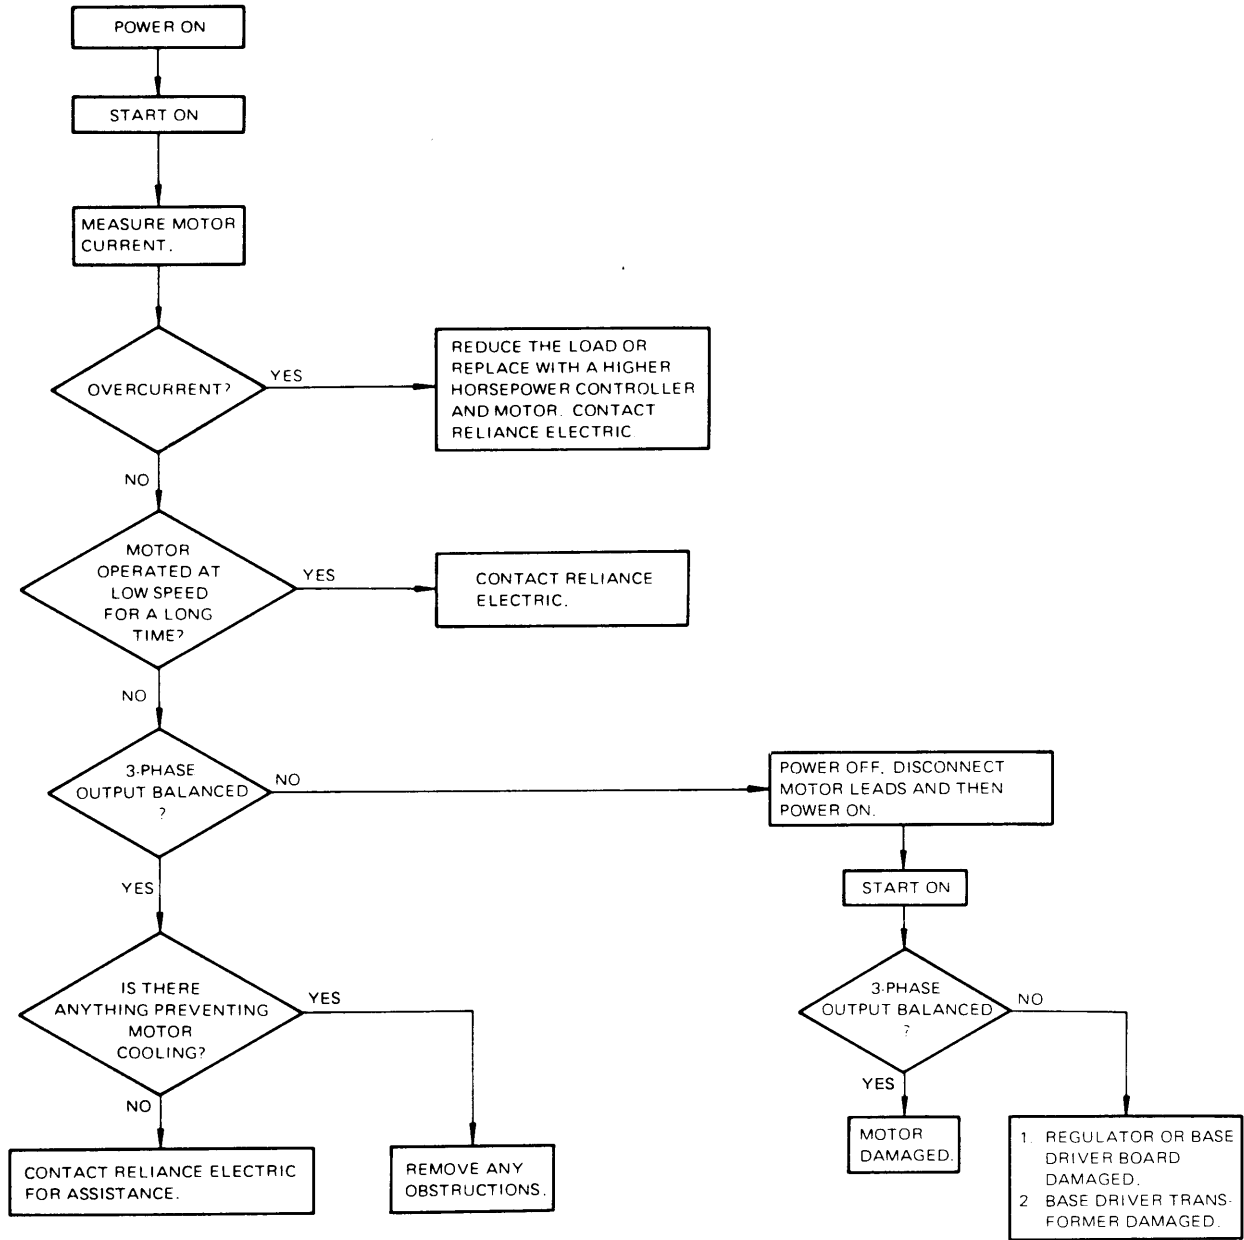 POWER ON
START ON
MEASURE MOTOR
CURRENT.
OVERCURRENT?
YES
REDUCE THE LOAD OR
REPLACE WITH A HIGHER
HORSEPOWER CONTROLLER
AND MOTOR. CONTACT
RELIANCE ELECTRIC
NO
MOTOR
OPERATED AT
LOW SPEED
FOR A LONG
TIME?
YES
CONTACT RELIANCE
ELECTRIC.
NO
3-PHASE
OUTPUT BALANCED
?
NO
POWER OFF, DISCONNECT
MOTOR LEADS AND THEN
POWER ON.
START ON
YES
IS THERE
ANYTHING PREVENTING
MOTOR
COOLING?
YES
3-PHASE
OUTPUT BALANCED
?
NO
YES
NO
CONTACT RELIANCE ELECTRIC
FOR ASSISTANCE.
REMOVE ANY
OBSTRUCTIONS.
MOTOR
DAMAGED.
1. REGULATOR OR BASE
DRIVER BOARD
DAMAGED.
2 BASE DRIVER TRANS-
FORMER DAMAGED.